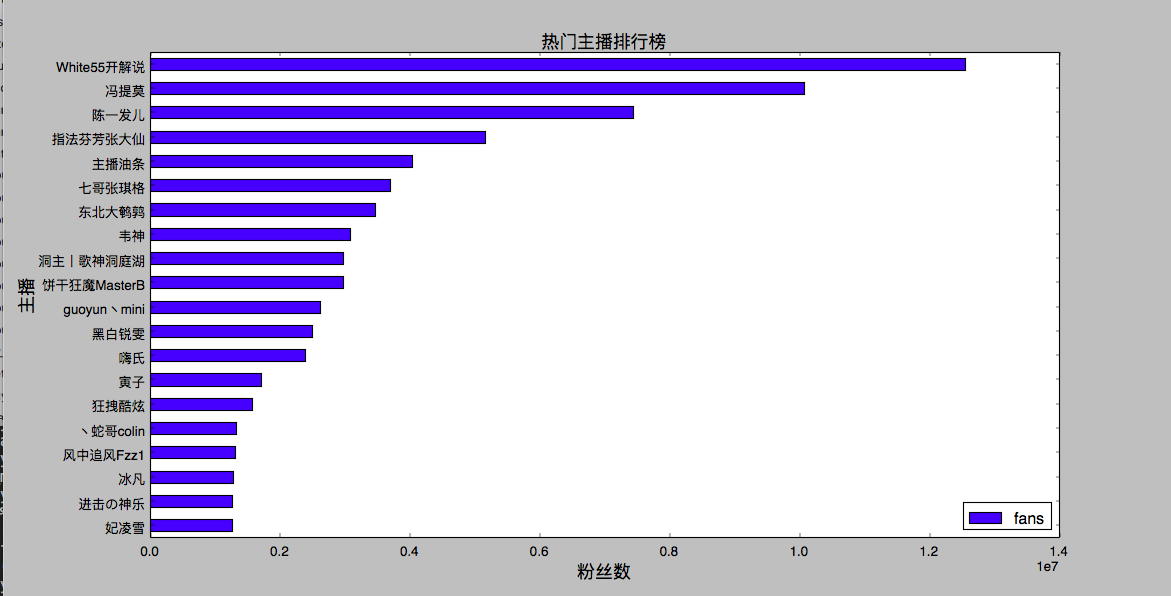 热门主播排行榜
White55开解说
冯提莫
陈一发儿
指法芬芳张大仙
主播油条
七哥张琪格
东北大鹌鹑
韦神
洞主丨歌神洞庭湖
饼干狂魔MasterB
guoyun丶mini
黑白锐雯
嗨氏
寅子
狂拽酷炫
丶蛇哥colin
风中追风Fzz1
冰凡
进击の神乐
妃凌雪
主播
fans
0.0 0.2 0.4 0.6 0.8 1.0 1.2 1.4
1e7
粉丝数